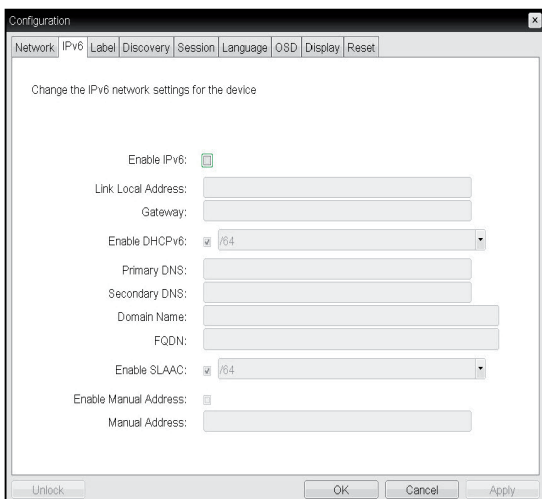 Configuration
Network IPv6 Label Discovery Session Language OSD Display Reset
Change the IPv6 network settings for the device
Enable IPv6:
Link Local Address:
Gateway:
Enable DHCPv6: /64
Primary DNS:
Secondary DNS:
Domain Name:
FQDN:
Enable SLAAC: /64
Enable Manual Address:
Manual Address:
Unlock OK Cancel Apply